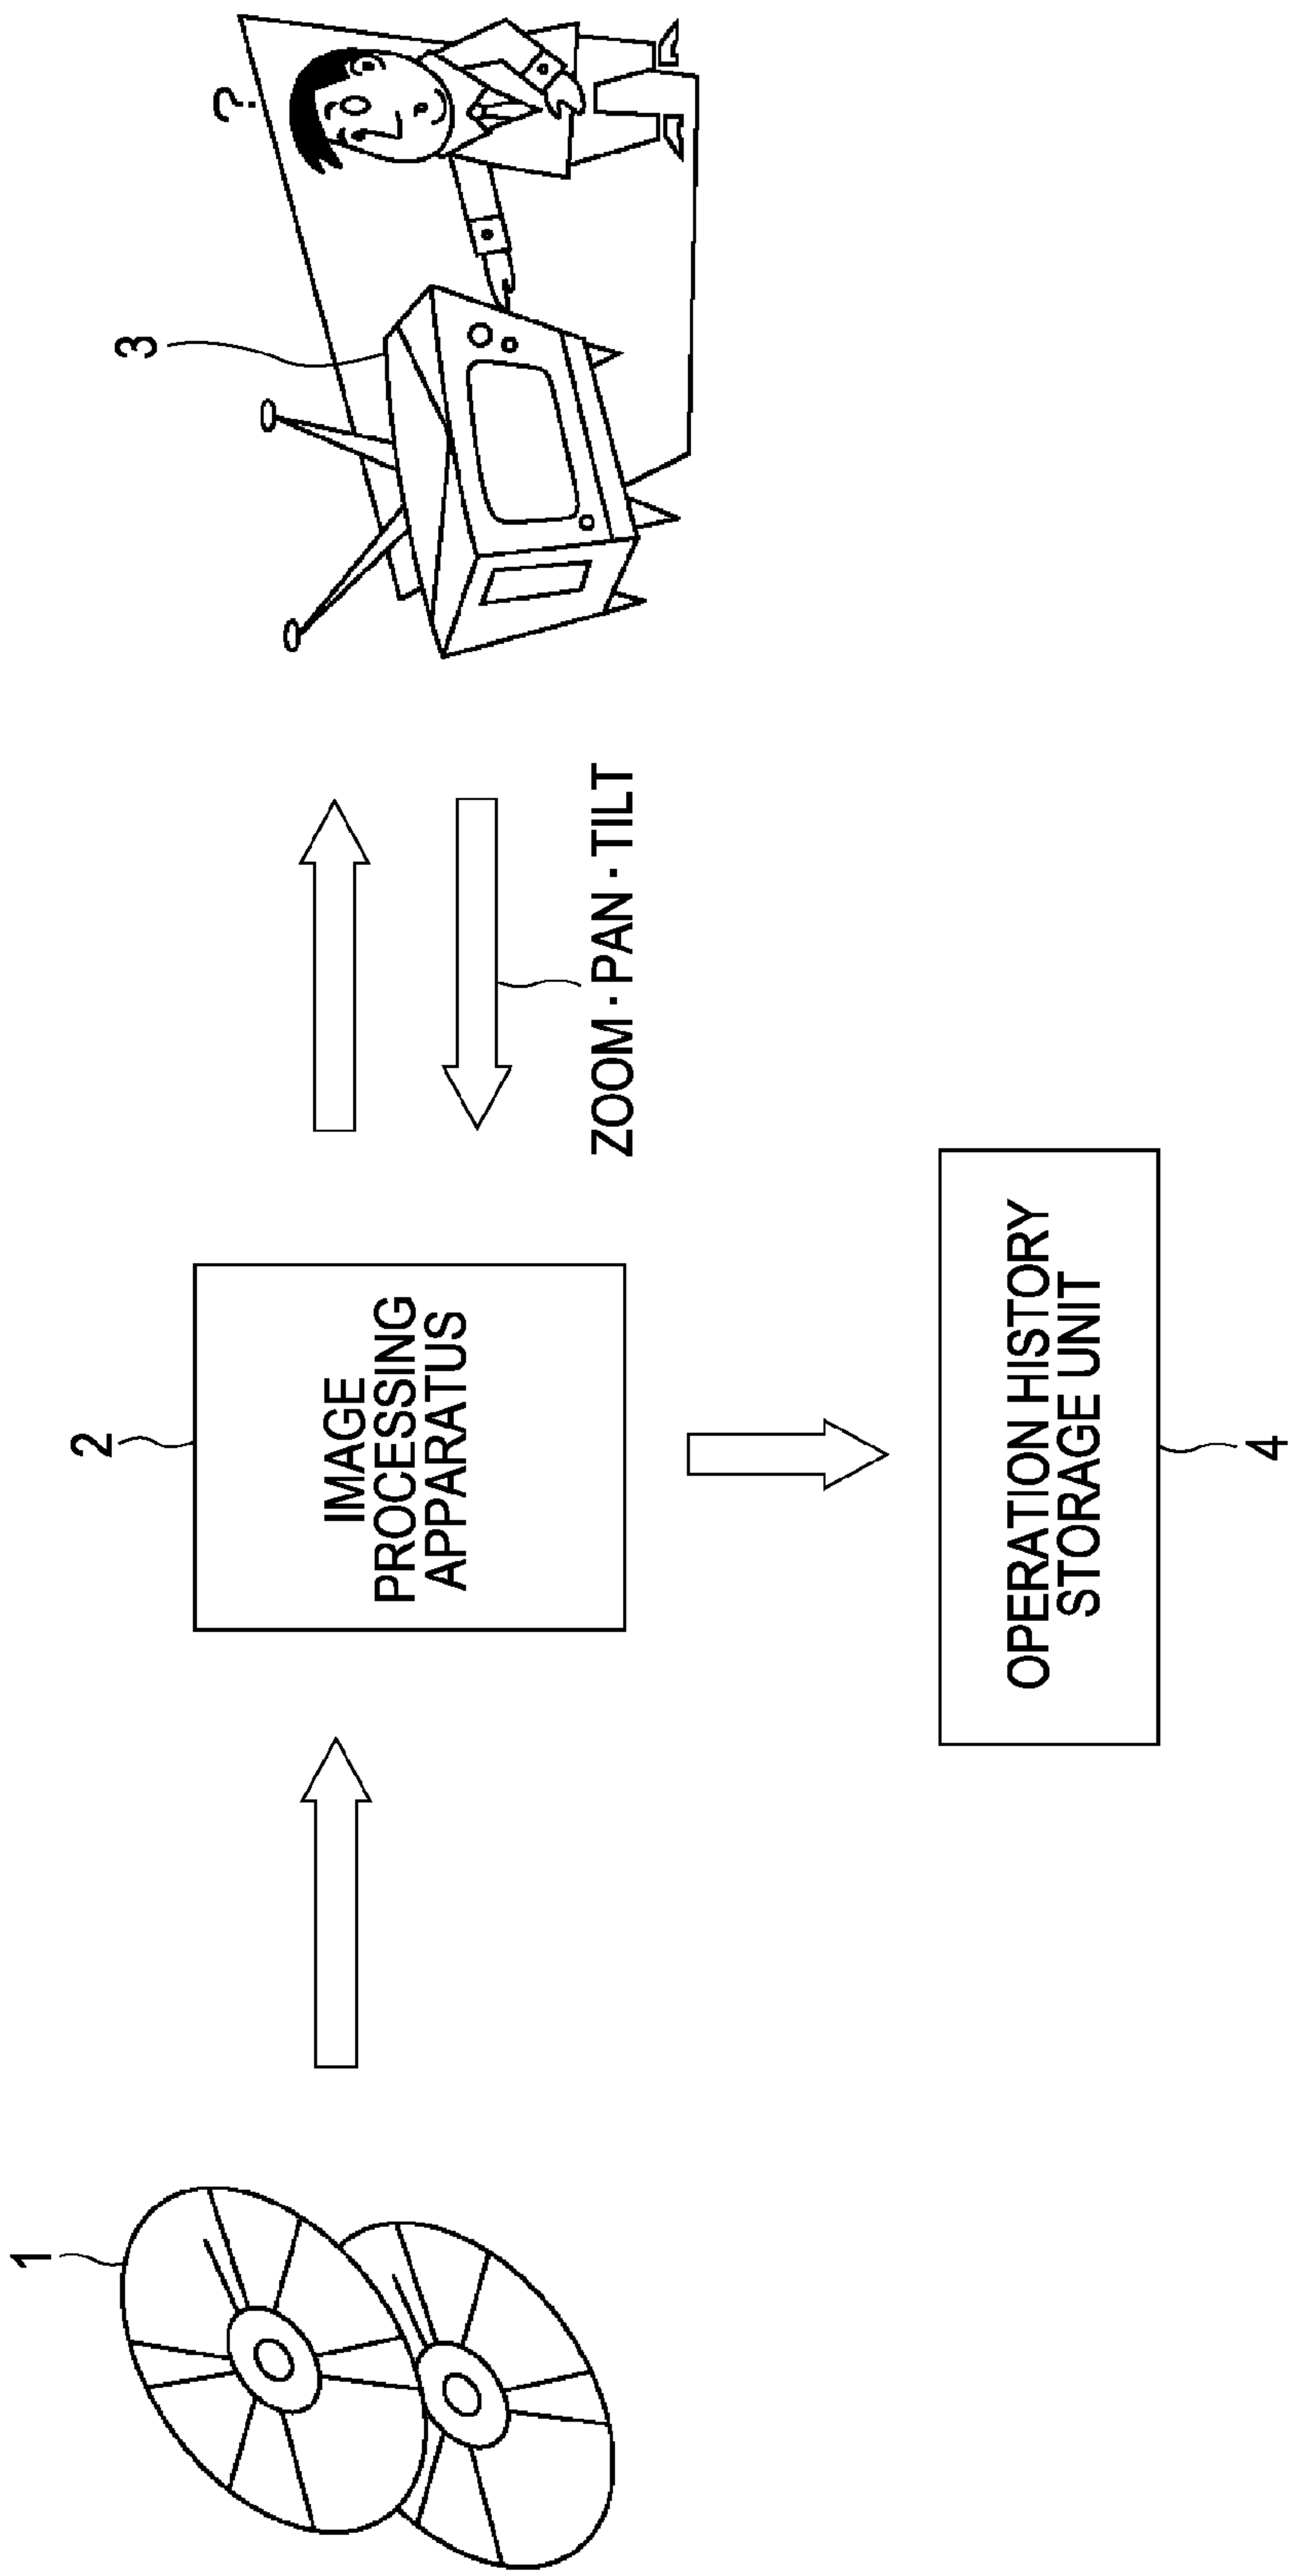 ?
3
2
1
IMAGE
PROCESSING
APPARATUS
ZOOM · PAN · TILT
OPERATION HISTORY
STORAGE UNIT
4